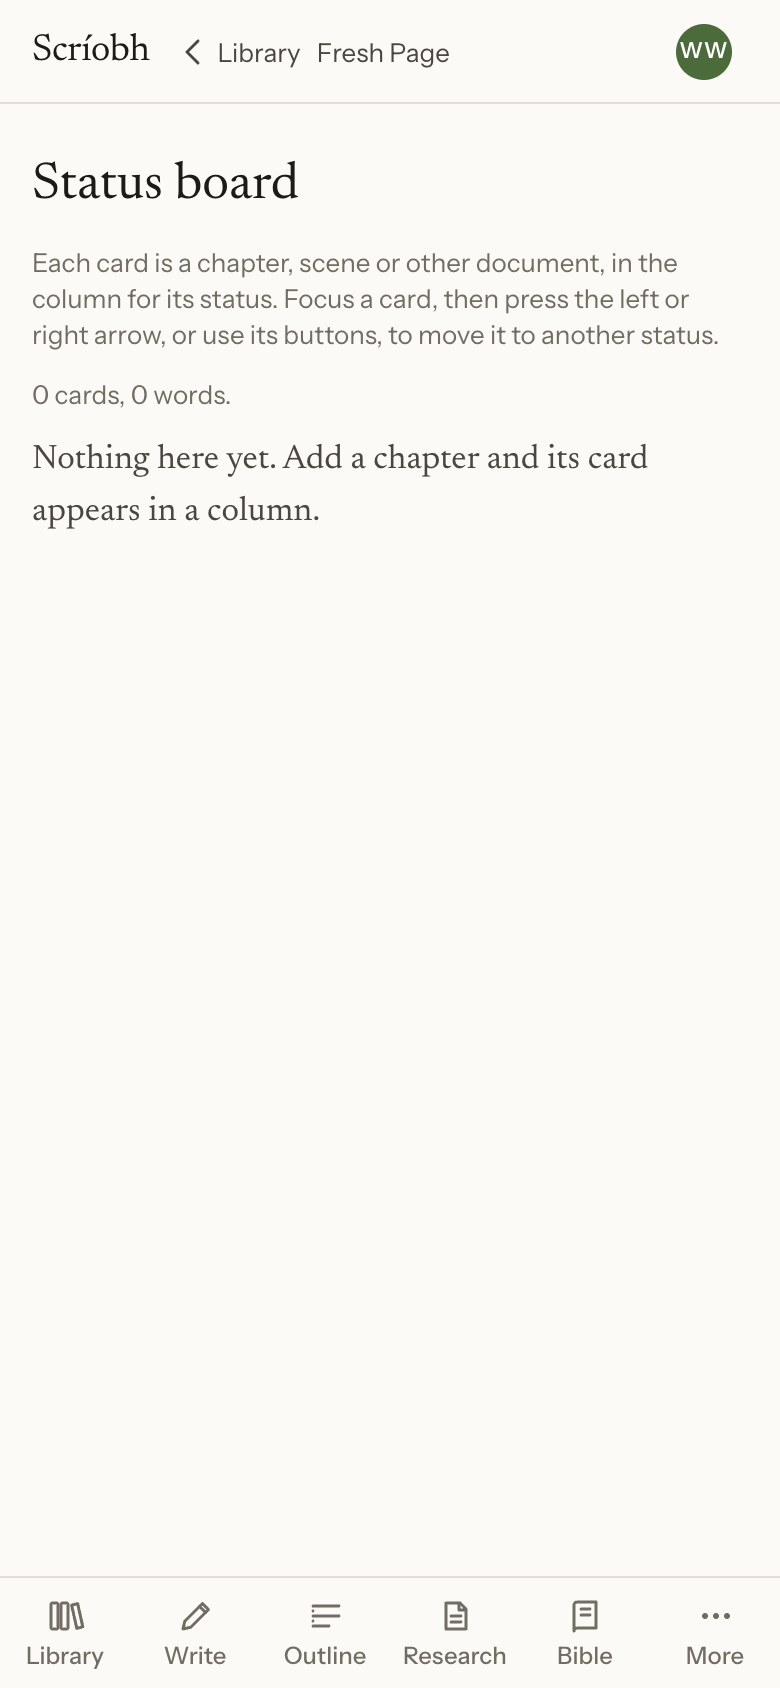 Scríobh
Library Fresh Page
WW
Status board
Each card is a chapter, scene or other document, in the
column for its status. Focus a card, then press the left or
right arrow, or use its buttons, to move it to another status.
0 cards, 0 words.
Nothing here yet. Add a chapter and its card
appears in a column.
Library
Write
Outline
Research
Bible
More